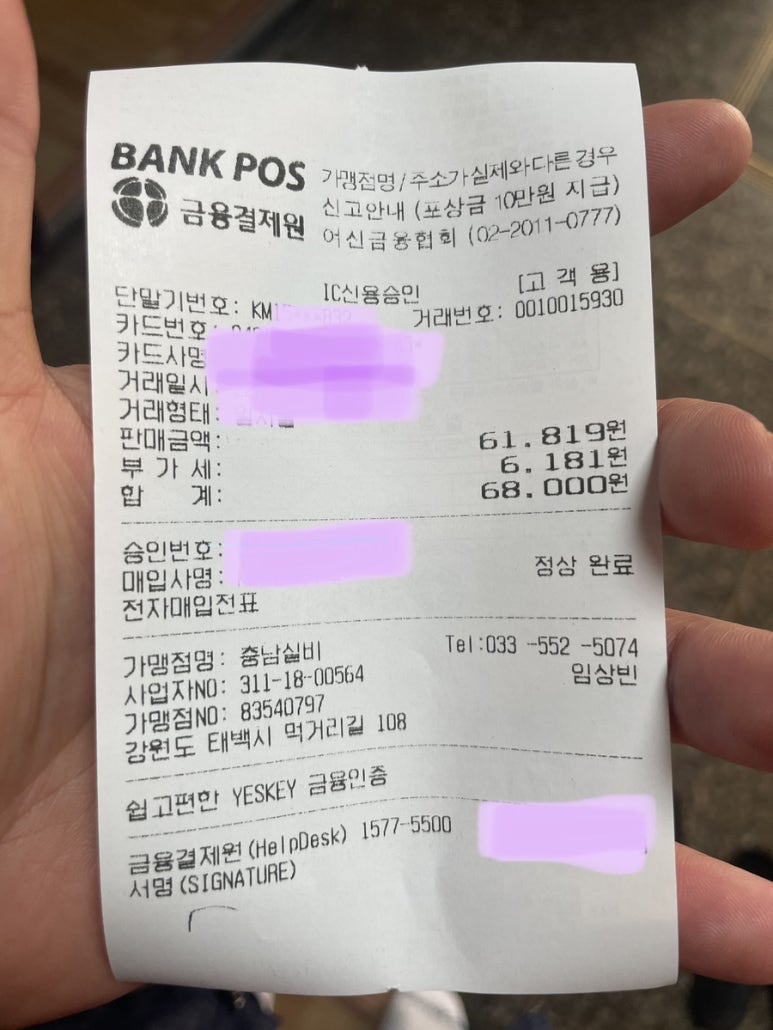 BANK POS
금융결제원
가맹점명/주소가실제와다른경우
신고안내 (포상금 10만원 지급)
여신금융협회 (02-2011-0777)
IC신용승인
[고 객 용]
단말기번호: KM
거래번호: 0010015930
카드번호:
카드사명
거래일시
거래형태:
판매금액: 61.819원
부 가 세: 6.181원
합 계: 68.000원
승인번호:
매입사명:
정상 완료
전자매입전표
가맹점명: 충남실비
Tel:033 -552 -5074
사업자NO: 311-18-00564
임상빈
가맹점NO: 83540797
강원도 태백시 먹거리길 108
쉽고편한 YESKEY 금융인증
금융결제원(HelpDesk) 1577-5500
서명(SIGNATURE)